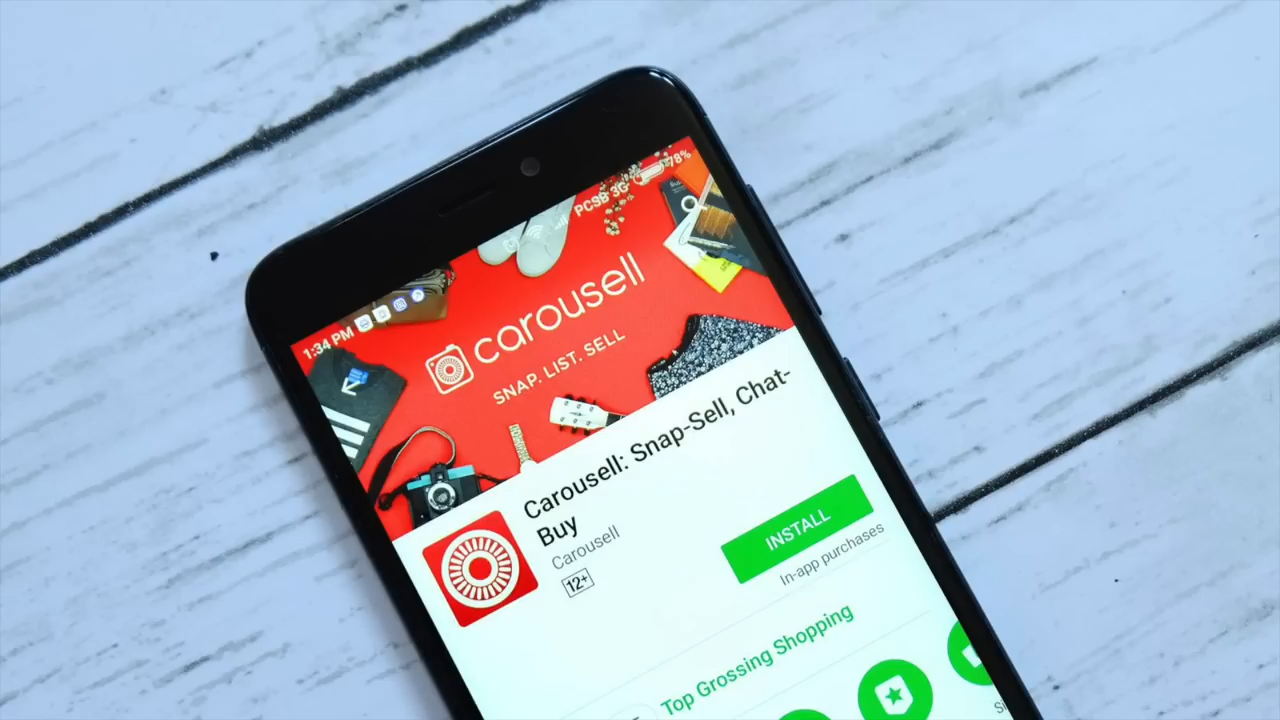 1:34 PM
PCSB 3G
78%
carousell
SNAP. LIST. SELL
Carousell: Snap-Sell, Chat-
Buy
Carousell
12+
INSTALL
In-app purchases
Top Grossing Shopping